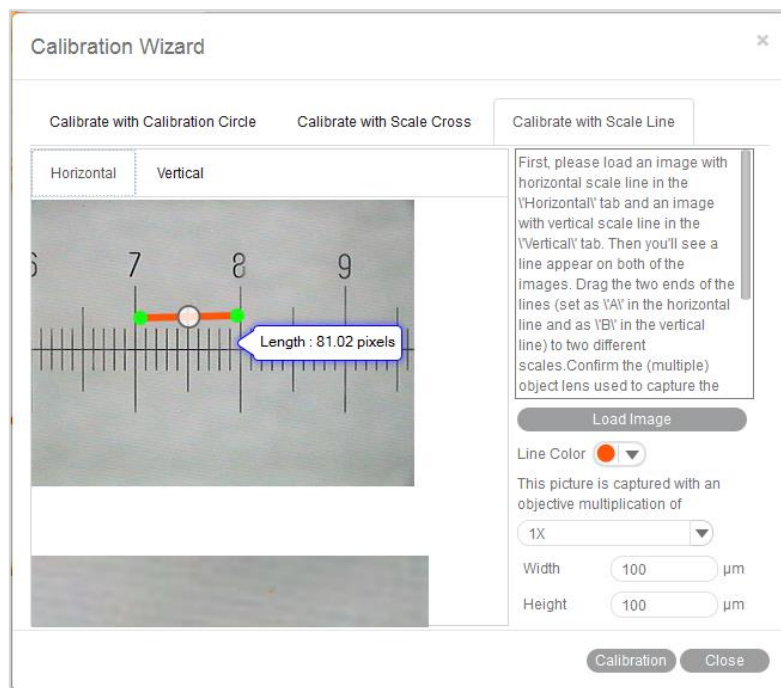 Calibration Wizard
×
Calibrate with Calibration Circle
Calibrate with Scale Cross
Calibrate with Scale Line
Horizontal
Vertical
7
8
9
Length : 81.02 pixels
First, please load an image with
horizontal scale line in the
\'Horizontal\' tab and an image
with vertical scale line in the
\'Vertical\' tab. Then you'll see a
line appear on both of the
images. Drag the two ends of the
lines (set as \'A\' in the horizontal
line and as \'B\' in the vertical
line) to two different
scales.Confirm the (multiple)
object lens used to capture the
Load Image
Line Color
This picture is captured with an
objective multiplication of
1X
Width 100 µm
Height 100 µm
Calibration
Close